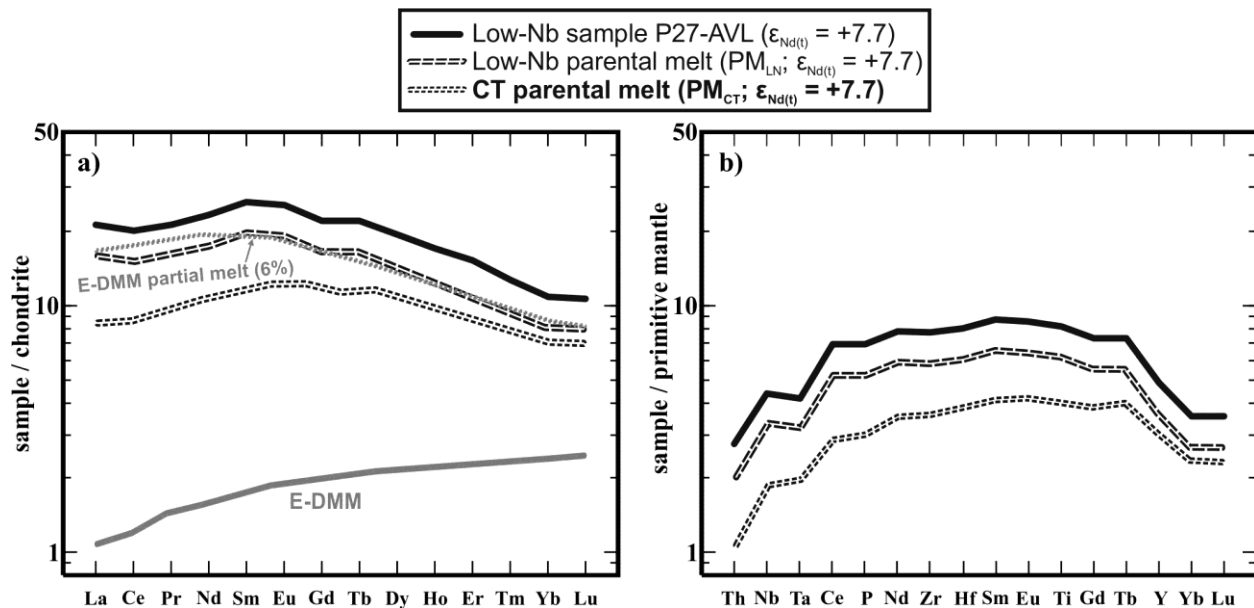 Low-Nb sample P27-AVL (εNd(t) = +7.7)
Low-Nb parental melt (PMLN; εNd(t) = +7.7)
CT parental melt (PMCT; εNd(t) = +7.7)
a)
50
10
1
sample / chondrite
E-DMM partial melt (6%)
E-DMM
La Ce Pr Nd Sm Eu Gd Tb Dy Ho Er Tm Yb Lu
b)
50
10
1
sample / primitive mantle
Th Nb Ta Ce P Nd Zr Hf Sm Eu Ti Gd Tb Y Yb Lu